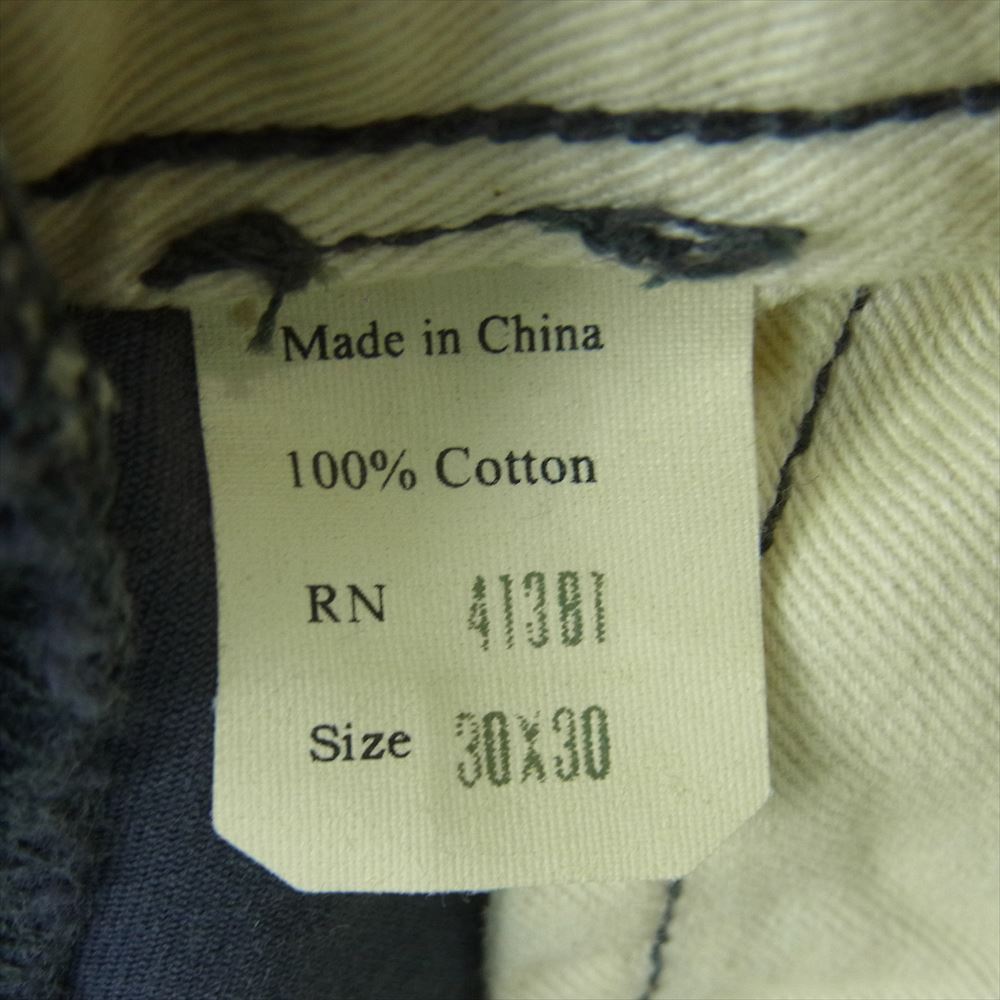 Made in China
100% Cotton
RN 41381
Size 30x30